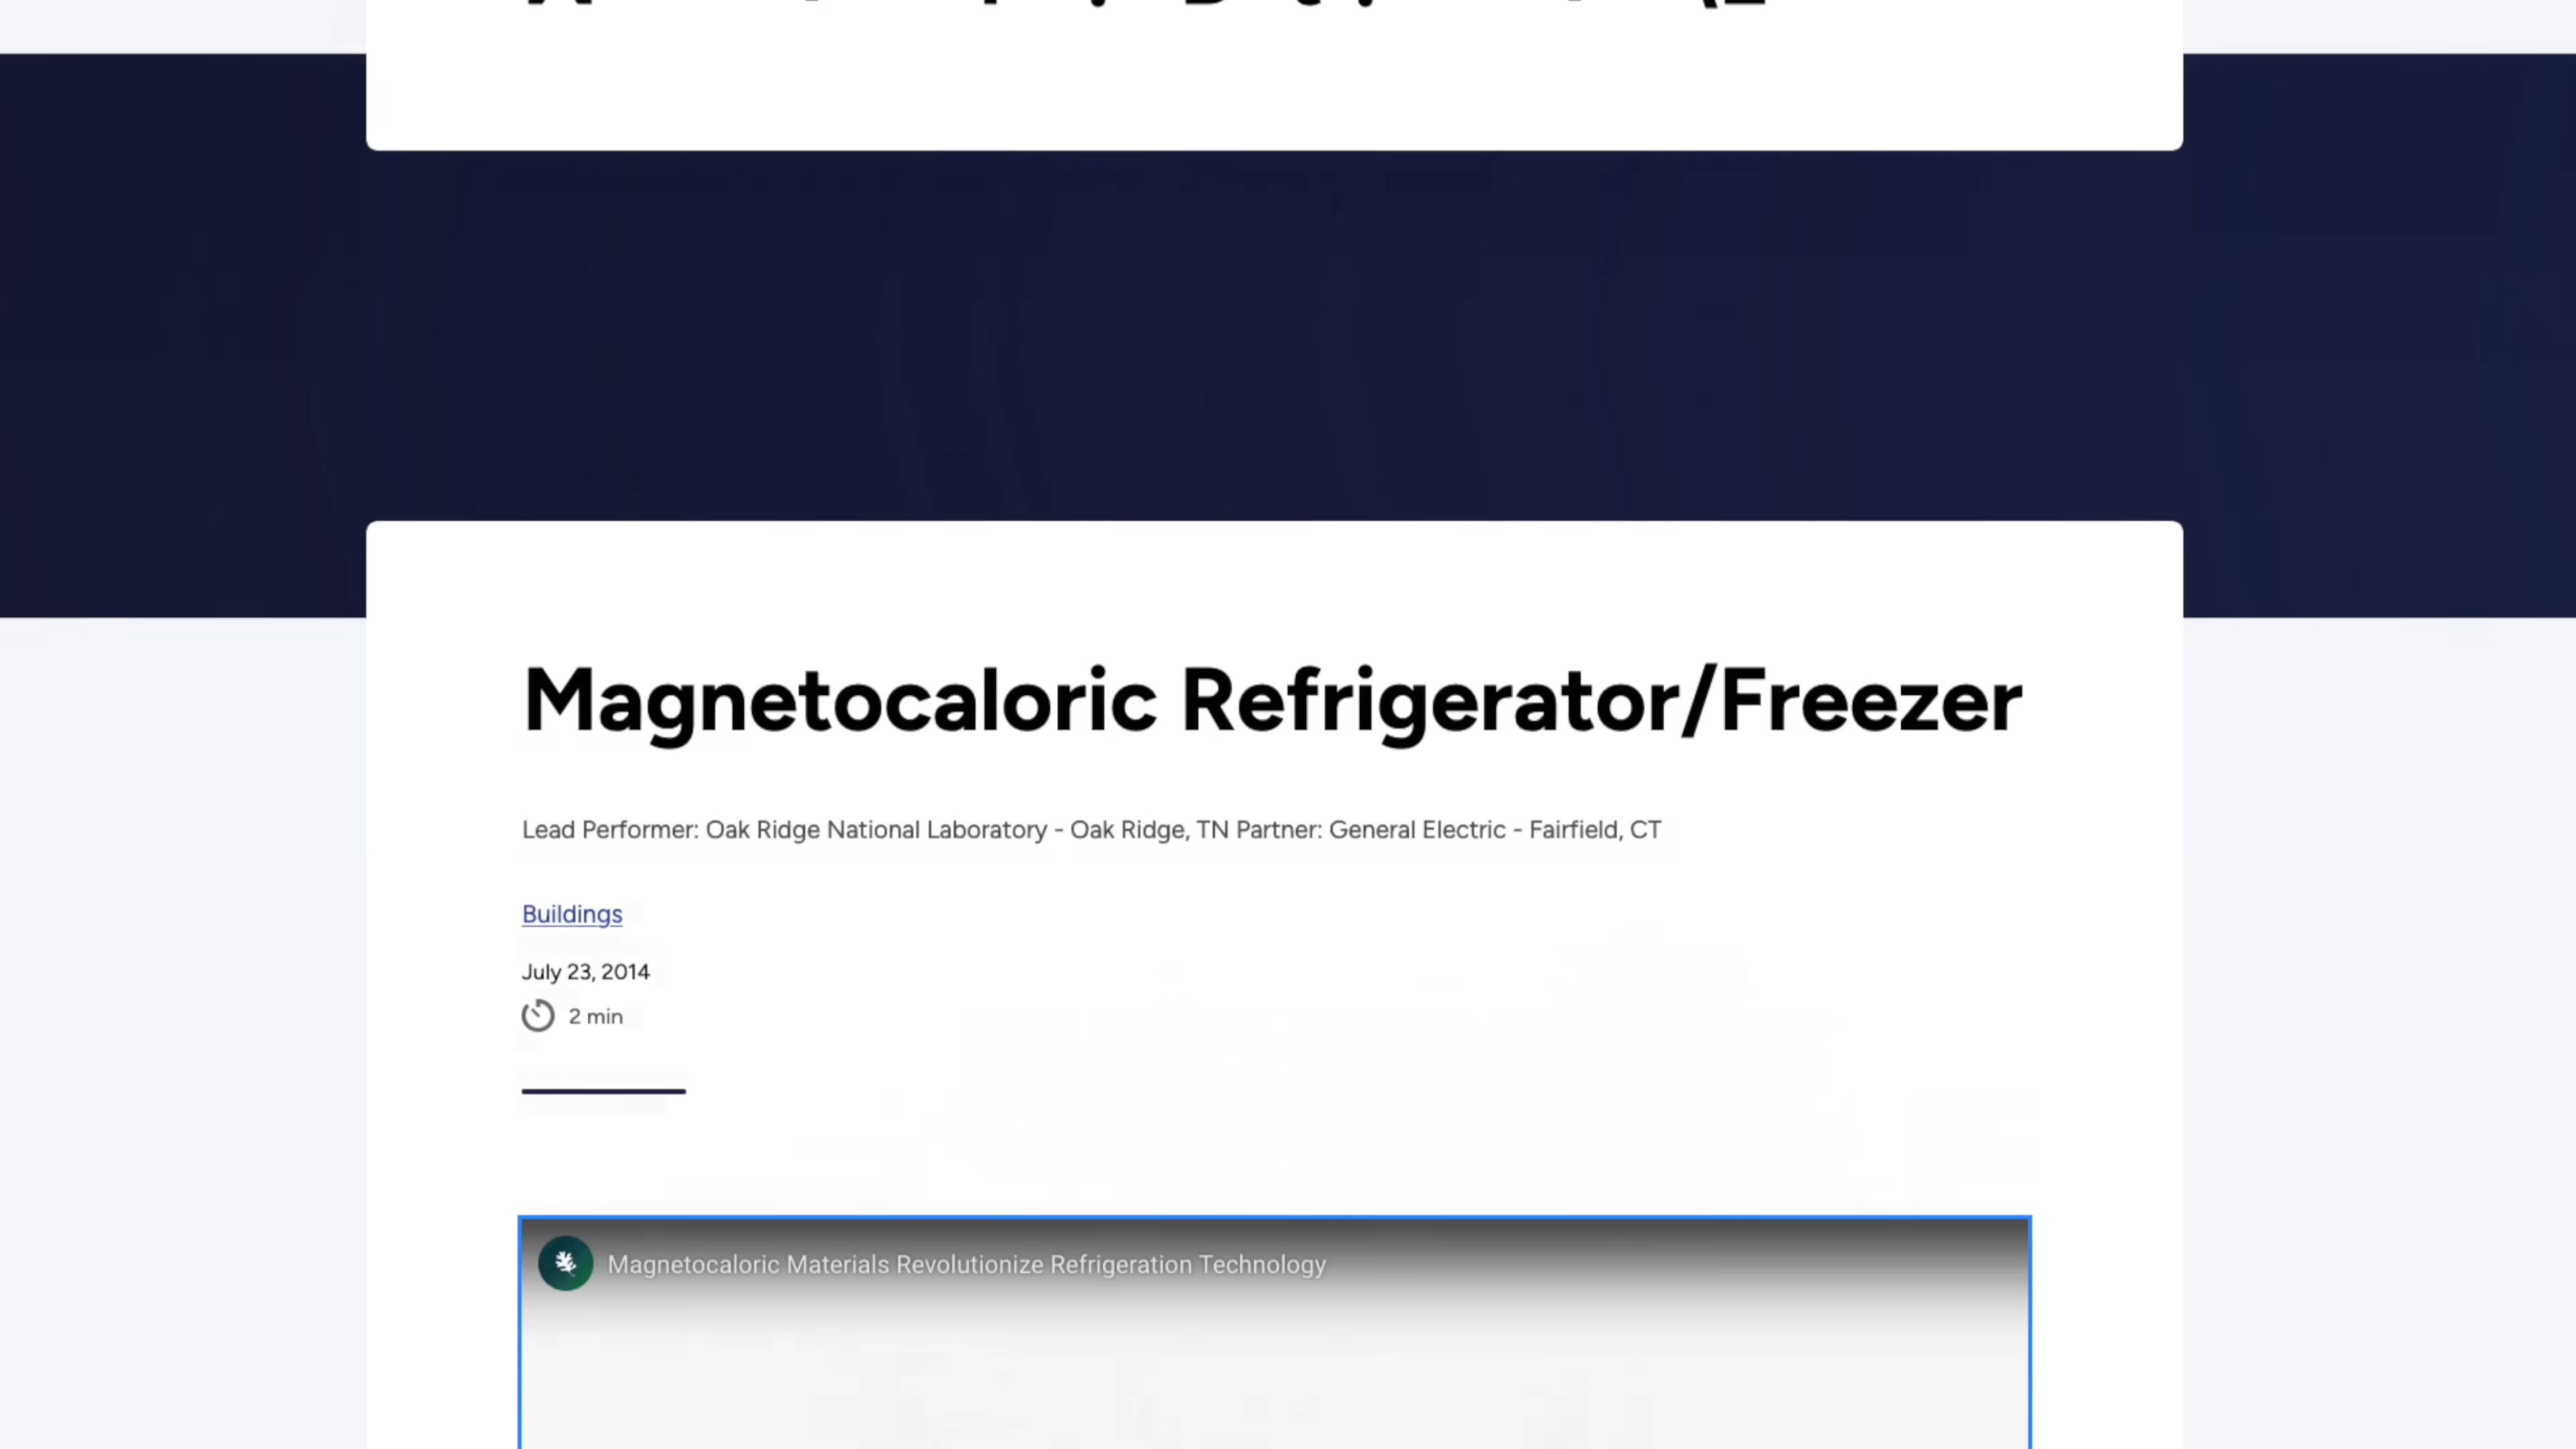 Magnetocaloric Refrigerator/Freezer
Lead Performer: Oak Ridge National Laboratory - Oak Ridge, TN Partner: General Electric - Fairfield, CT
Buildings
July 23, 2014
2 min
Magnetocaloric Materials Revolutionize Refrigeration Technology